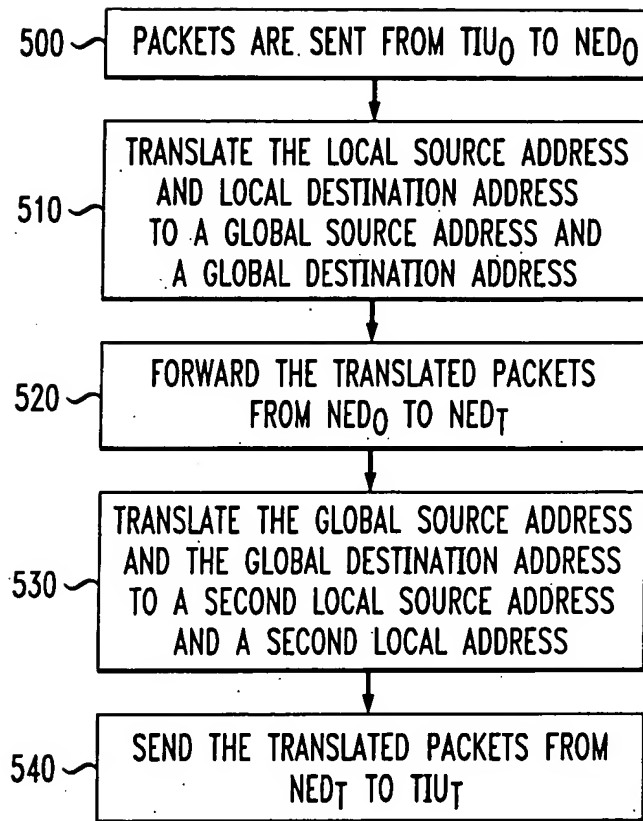 500 PACKETS ARE SENT FROM TIU₀ TO NED₀
510
TRANSLATE THE LOCAL SOURCE ADDRESS
AND LOCAL DESTINATION ADDRESS
TO A GLOBAL SOURCE ADDRESS AND
A GLOBAL DESTINATION ADDRESS
520
FORWARD THE TRANSLATED PACKETS
FROM NED₀ TO NEDT
530
TRANSLATE THE GLOBAL SOURCE ADDRESS
AND THE GLOBAL DESTINATION ADDRESS
TO A SECOND LOCAL SOURCE ADDRESS
AND A SECOND LOCAL ADDRESS
540
SEND THE TRANSLATED PACKETS FROM
NEDT TO TIUT